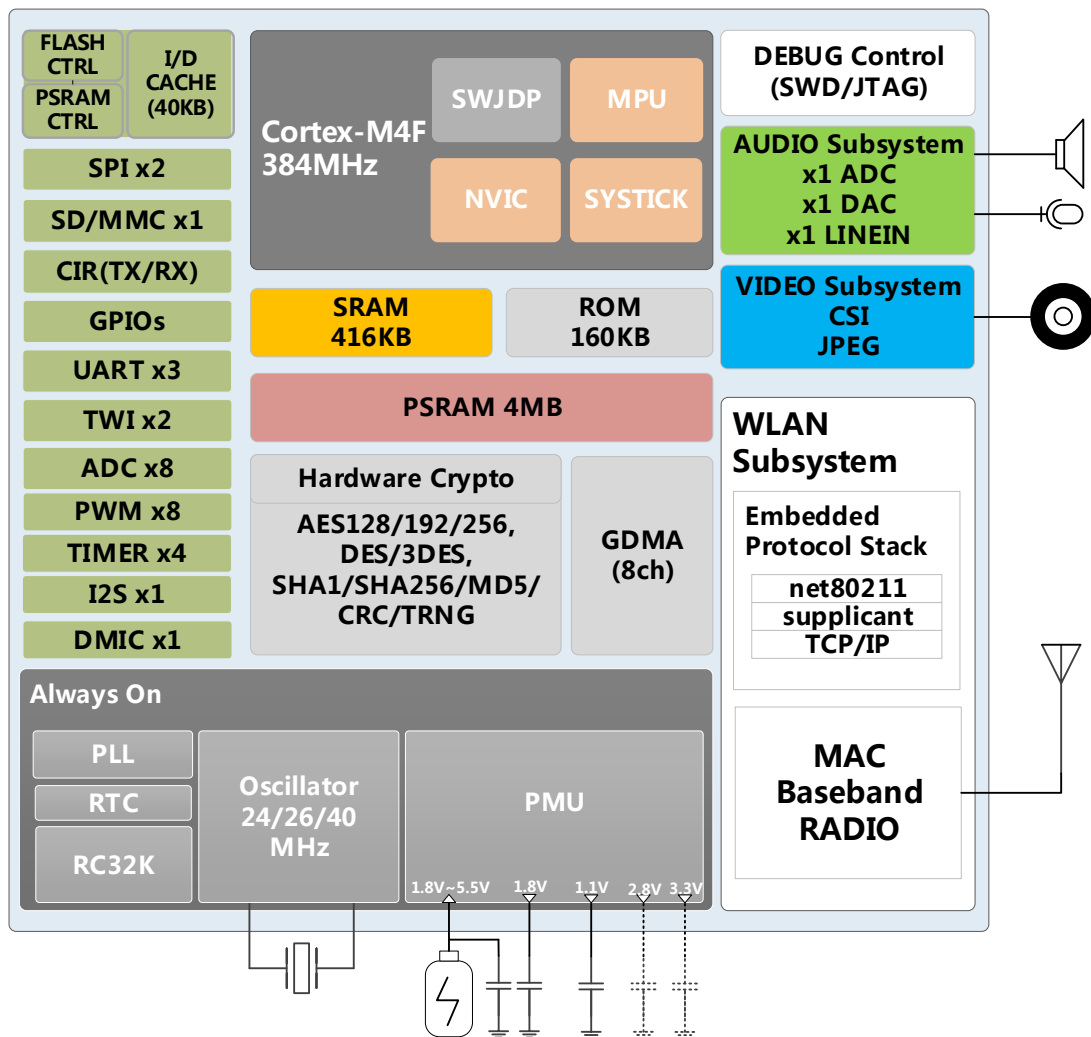 FLASH
CTRL
PSRAM
CTRL
I/D
CACHE
(40KB)
SPI x2
SD/MMC x1
CIR(TX/RX)
GPIOs
UART x3
TWI x2
ADC x8
PWM x8
TIMER x4
I2S x1
DMIC x1
Cortex-M4F
384MHz
SWJDP
MPU
NVIC
SYSTICK
SRAM
416KB
ROM
160KB
PSRAM 4MB
Hardware Crypto
AES128/192/256,
DES/3DES,
SHA1/SHA256/MD5/
CRC/TRNG
GDMA
(8ch)
DEBUG Control
(SWD/JTAG)
AUDIO Subsystem
x1 ADC
x1 DAC
x1 LINEIN
VIDEO Subsystem
CSI
JPEG
WLAN
Subsystem
Embedded
Protocol Stack
net80211
supplicant
TCP/IP
MAC
Baseband
RADIO
Always On
PLL
RTC
RC32K
Oscillator
24/26/40
MHz
PMU
1.8V~5.5V
1.8V
1.1V
2.8V
3.3V